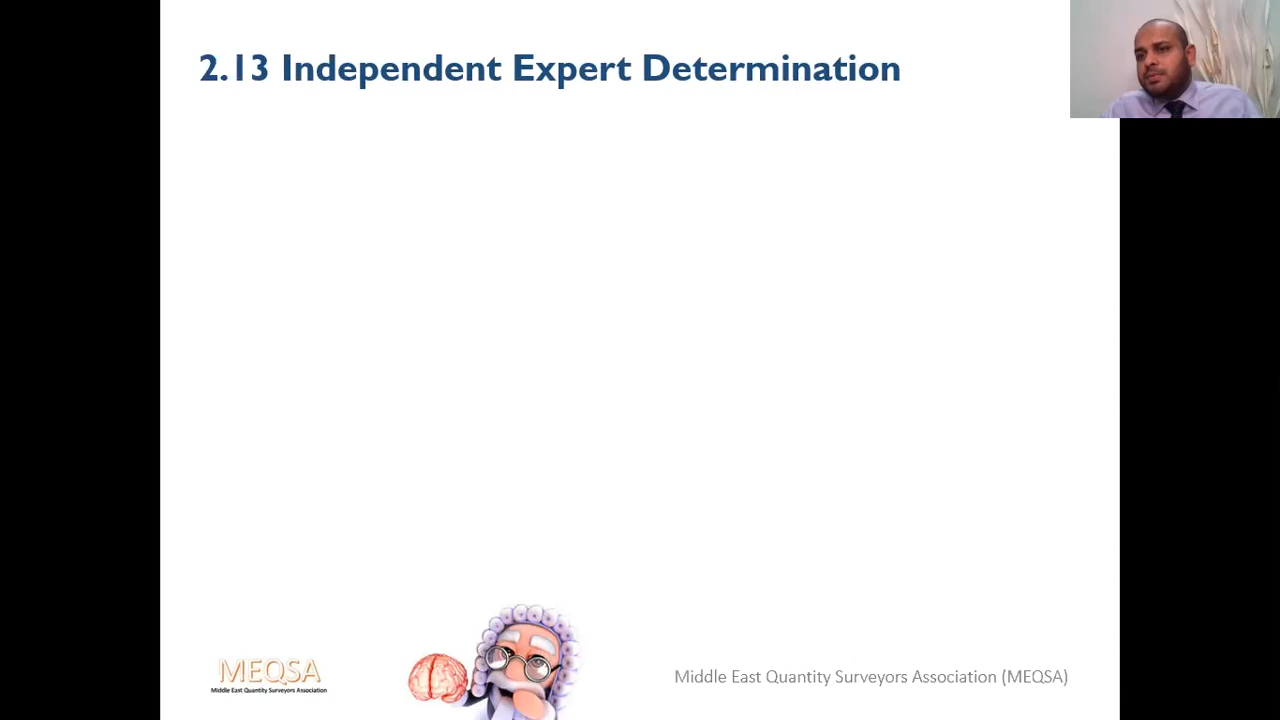 2.13 Independent Expert Determination
MEQSA
Middle East Quantity Surveyors Association
Middle East Quantity Surveyors Association (MEQSA)